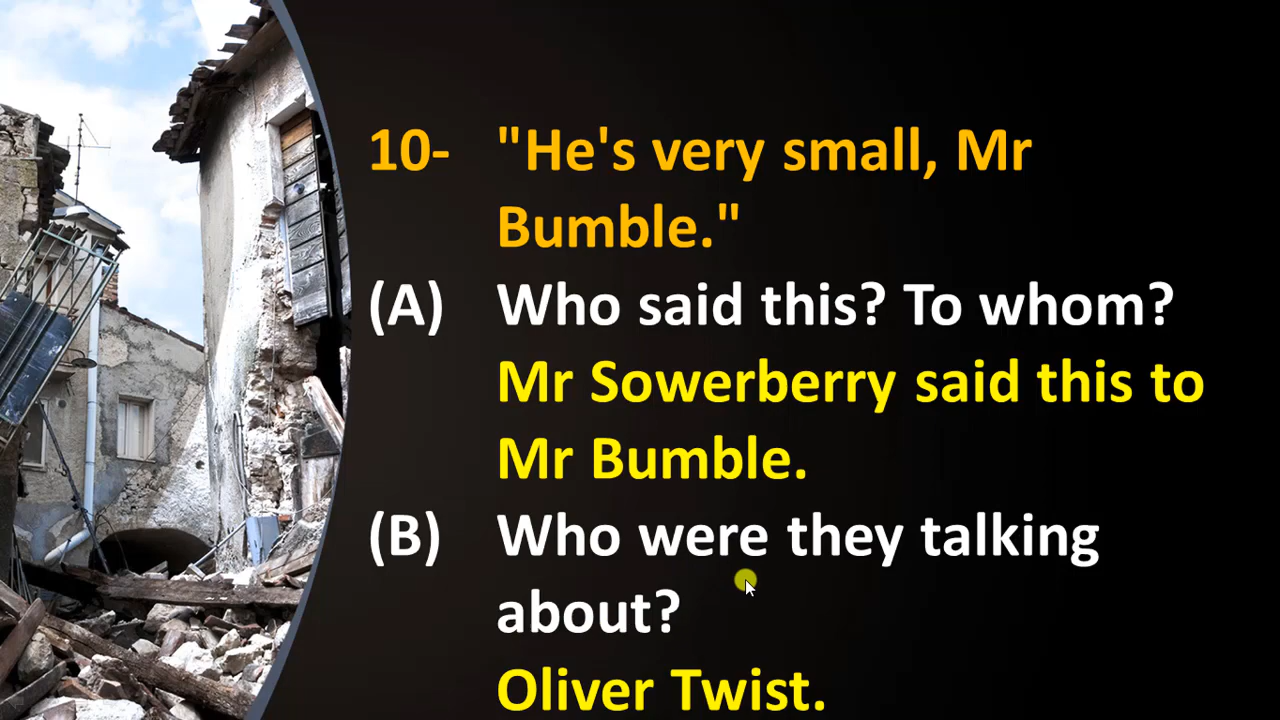 10- "He's very small, Mr
Bumble."
(A) Who said this? To whom?
Mr Sowerberry said this to
Mr Bumble.
(B) Who were they talking
about?
Oliver Twist.